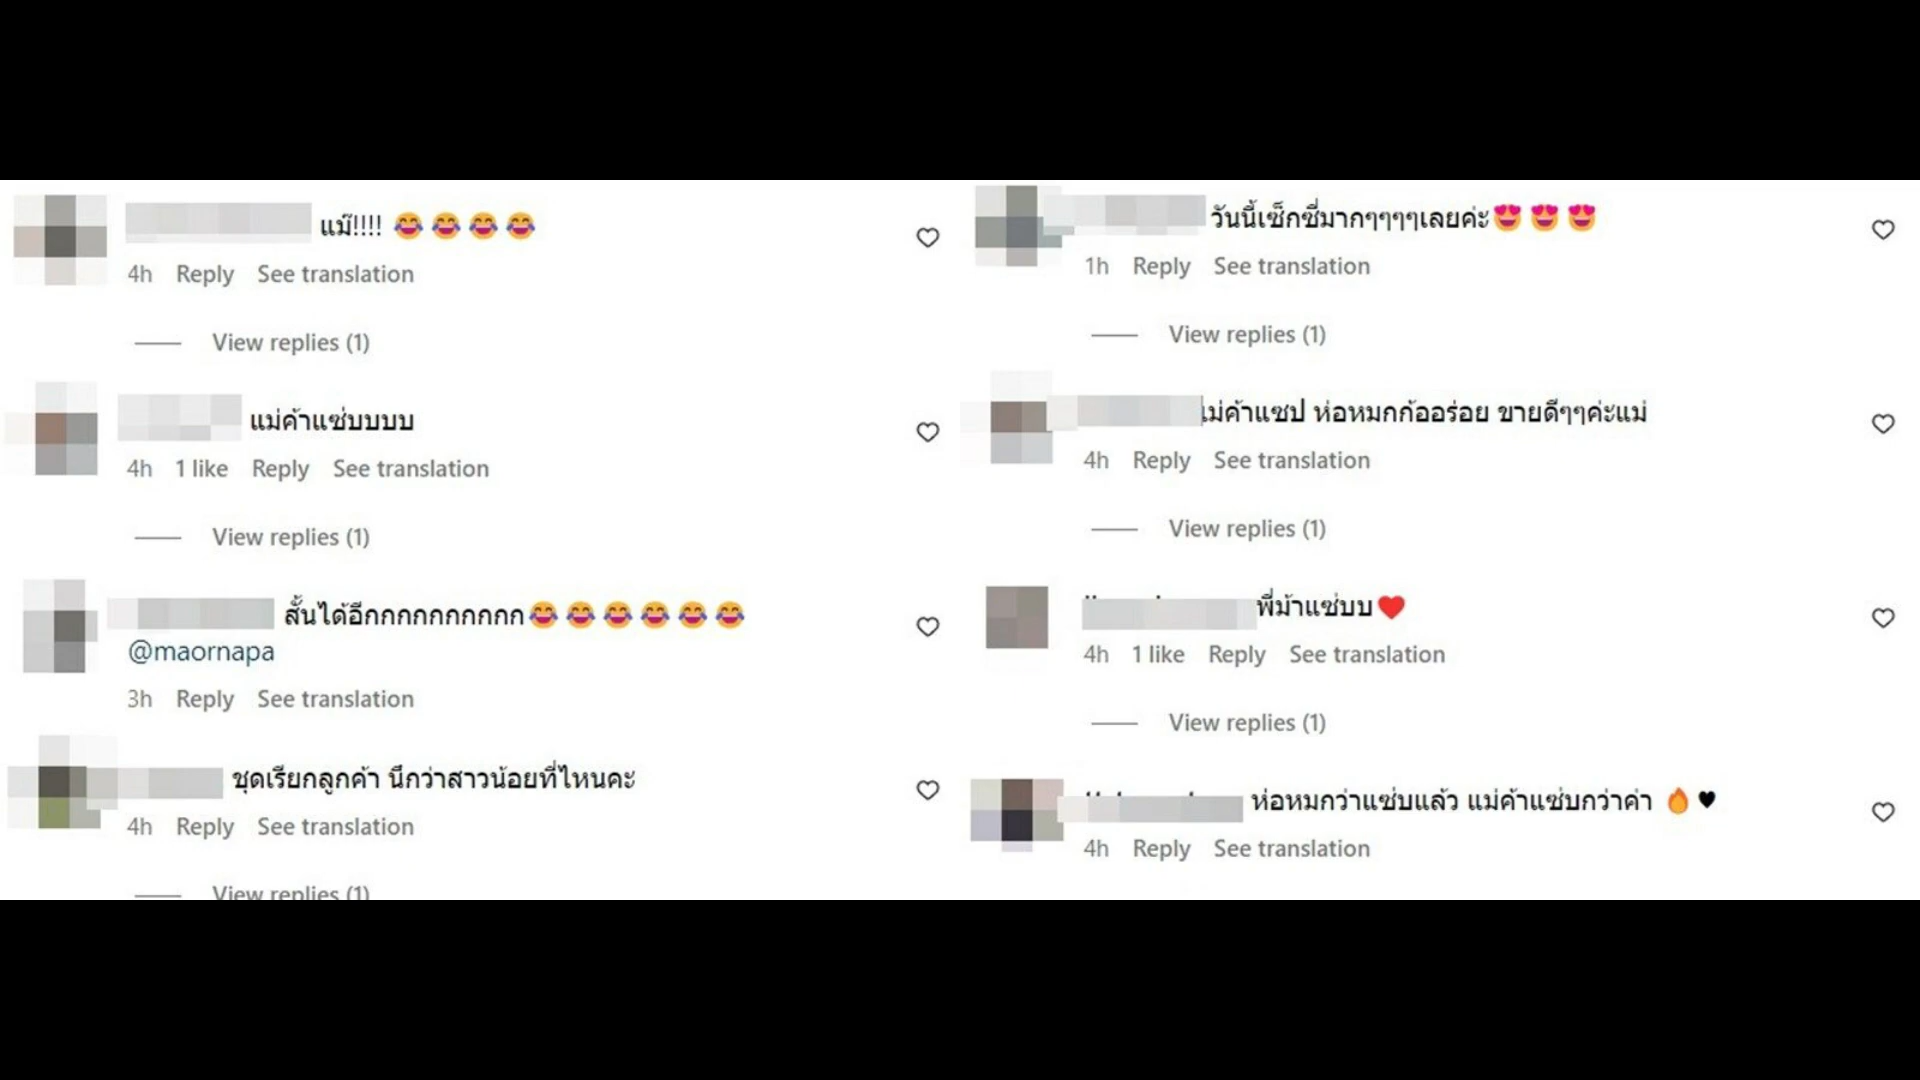 แม๊!!!! 😂😂😂😂
4h Reply See translation
View replies (1)
แม่ค้าแซ่บบบบ
4h 1 like Reply See translation
View replies (1)
สั้นได้อีกกกกกกกกกกก😂😂😂😂😂😂
@maornapa
3h Reply See translation
ชุดเรียกลูกค้า นึกว่าสาวน้อยที่ไหนคะ
4h Reply See translation
View replies (1)
วันนี้เซ็กซี่มากๆๆๆๆเลยค่ะ😍😍😍
1h Reply See translation
View replies (1)
แม่ค้าแซป ห่อหมกก้ออร่อย ขายดีๆๆค่ะแม่
4h Reply See translation
View replies (1)
พี่ม้าแซ่บบ❤️
4h 1 like Reply See translation
View replies (1)
ห่อหมกว่าแซ่บแล้ว แม่ค้าแซ่บกว่าค่า 🔥♥
4h Reply See translation